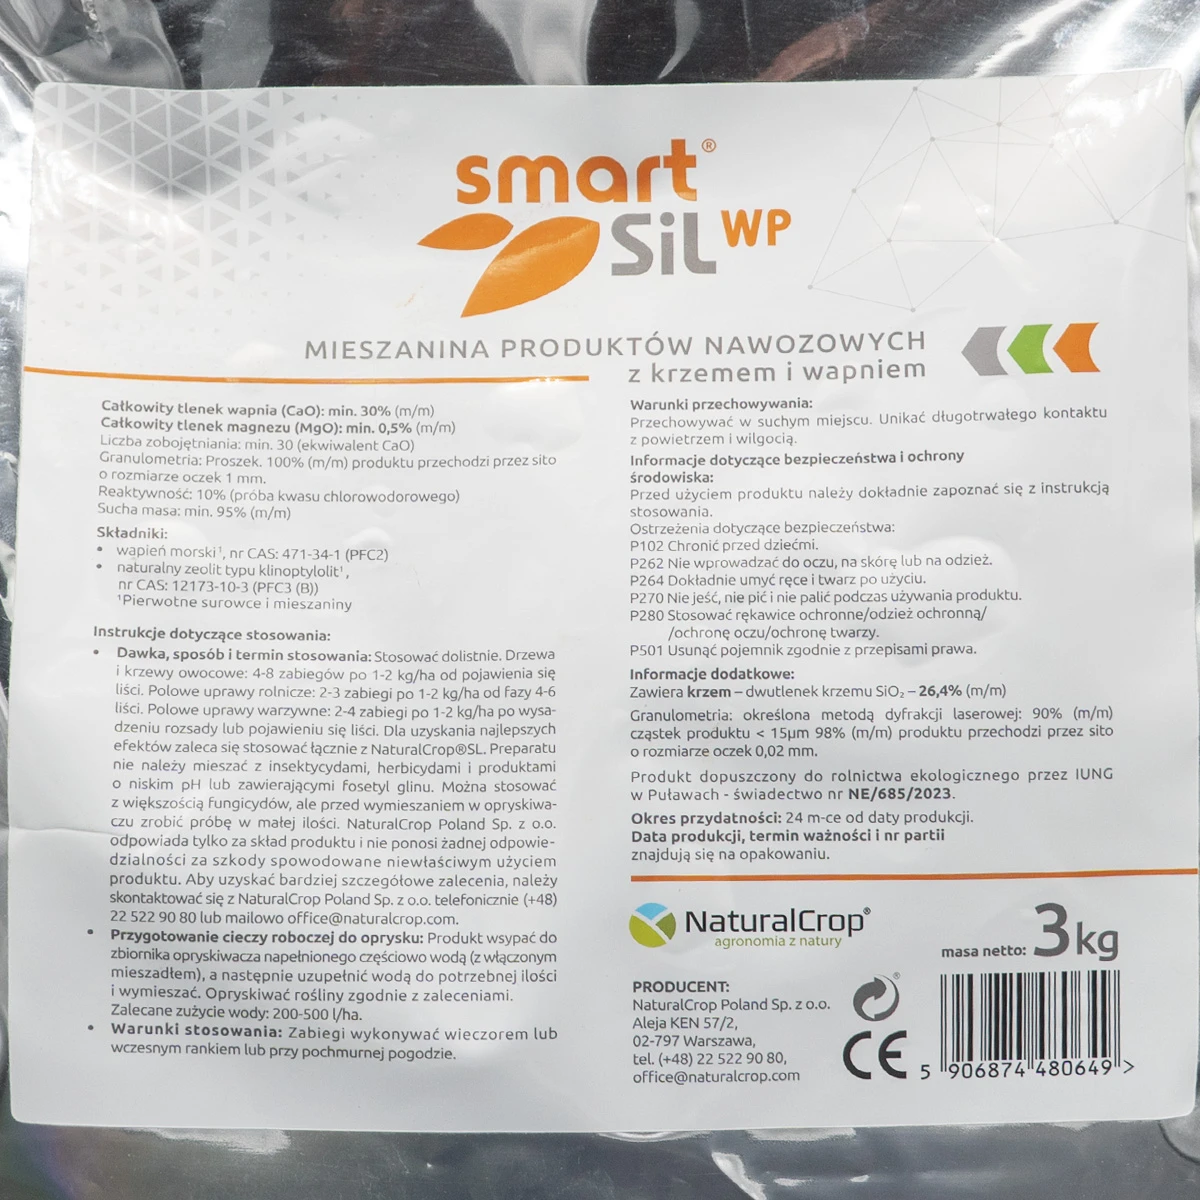 smart®
SiL WP
MIESZANINA PRODUKTÓW NAWOZOWYCH
z krzemem i wapniem
Całkowity tlenek wapnia (CaO): min. 30% (m/m)
Całkowity tlenek magnezu (MgO): min. 0,5% (m/m)
Liczba zobojętniania: min. 30 (ekwiwalent CaO)
Granulometria: Proszek. 100% (m/m) produktu przechodzi przez sito
o rozmiarze oczek 1 mm.
Reaktywność: 10% (próba kwasu chlorowodorowego)
Sucha masa: min. 95% (m/m)
Składniki:
• wapień morski¹, nr CAS: 471-34-1 (PFC2)
• naturalny zeolit typu klinoptylolit¹,
nr CAS: 12173-10-3 (PFC3 (B))
¹Pierwotne surowce i mieszaniny
Instrukcje dotyczące stosowania:
• Dawka, sposób i termin stosowania: Stosować dolistnie. Drzewa
i krzewy owocowe: 4-8 zabiegów po 1-2 kg/ha od pojawienia się
liści. Polowe uprawy rolnicze: 2-3 zabiegi po 1-2 kg/ha od fazy 4-6
liści. Polowe uprawy warzywne: 2-4 zabiegi po 1-2 kg/ha po wysa-
dzeniu rozsady lub pojawieniu się liści. Dla uzyskania najlepszych
efektów zaleca się stosować łącznie z NaturalCrop®SL. Preparatu
nie należy mieszać z insektycydami, herbicydami i produktami
o niskim pH lub zawierającymi fosetyl glinu. Można stosować
z większością fungicydów, ale przed wymieszaniem w opryskiwa-
czu zrobić próbę w małej ilości. NaturalCrop Poland Sp. z o.o.
odpowiada tylko za skład produktu i nie ponosi żadnej odpowie-
dzialności za szkody spowodowane niewłaściwym użyciem
produktu. Aby uzyskać bardziej szczegółowe zalecenia, należy
skontaktować się z NaturalCrop Poland Sp. z o.o. telefonicznie (+48)
22 522 90 80 lub mailowo office@naturalcrop.com.
• Przygotowanie cieczy roboczej do oprysku: Produkt wsypać do
zbiornika opryskiwacza napełnionego częściowo wodą (z włączonym
mieszadłem), a następnie uzupełnić wodą do potrzebnej ilości
i wymieszać. Opryskiwać rośliny zgodnie z zaleceniami.
Zalecane zużycie wody: 200-500 l/ha.
• Warunki stosowania: Zabiegi wykonywać wieczorem lub
wczesnym rankiem lub przy pochmurnej pogodzie.
Warunki przechowywania:
Przechowywać w suchym miejscu. Unikać długotrwałego kontaktu
z powietrzem i wilgocią.
Informacje dotyczące bezpieczeństwa i ochrony
środowiska:
Przed użyciem produktu należy dokładnie zapoznać się z instrukcją
stosowania.
Ostrzeżenia dotyczące bezpieczeństwa:
P102 Chronić przed dziećmi.
P262 Nie wprowadzać do oczu, na skórę lub na odzież.
P264 Dokładnie umyć ręce i twarz po użyciu.
P270 Nie jeść, nie pić i nie palić podczas używania produktu.
P280 Stosować rękawice ochronne/odzież ochronną/
/ochronę oczu/ochronę twarzy.
P501 Usunąć pojemnik zgodnie z przepisami prawa.
Informacje dodatkowe:
Zawiera krzem – dwutlenek krzemu SiO₂ – 26,4% (m/m)
Granulometria: określona metodą dyfrakcji laserowej: 90% (m/m)
cząstek produktu < 15µm 98% (m/m) produktu przechodzi przez sito
o rozmiarze oczek 0,02 mm.
Produkt dopuszczony do rolnictwa ekologicznego przez IUNG
w Puławach - świadectwo nr NE/685/2023.
Okres przydatności: 24 m-ce od daty produkcji.
Data produkcji, termin ważności i nr partii
znajdują się na opakowaniu.
NaturalCrop®
agronomia z natury
masa netto: 3kg
PRODUCENT:
NaturalCrop Poland Sp. z o.o.
Aleja KEN 57/2,
02-797 Warszawa,
tel. (+48) 22 522 90 80,
office@naturalcrop.com
®
CE
5 906874 480649 >